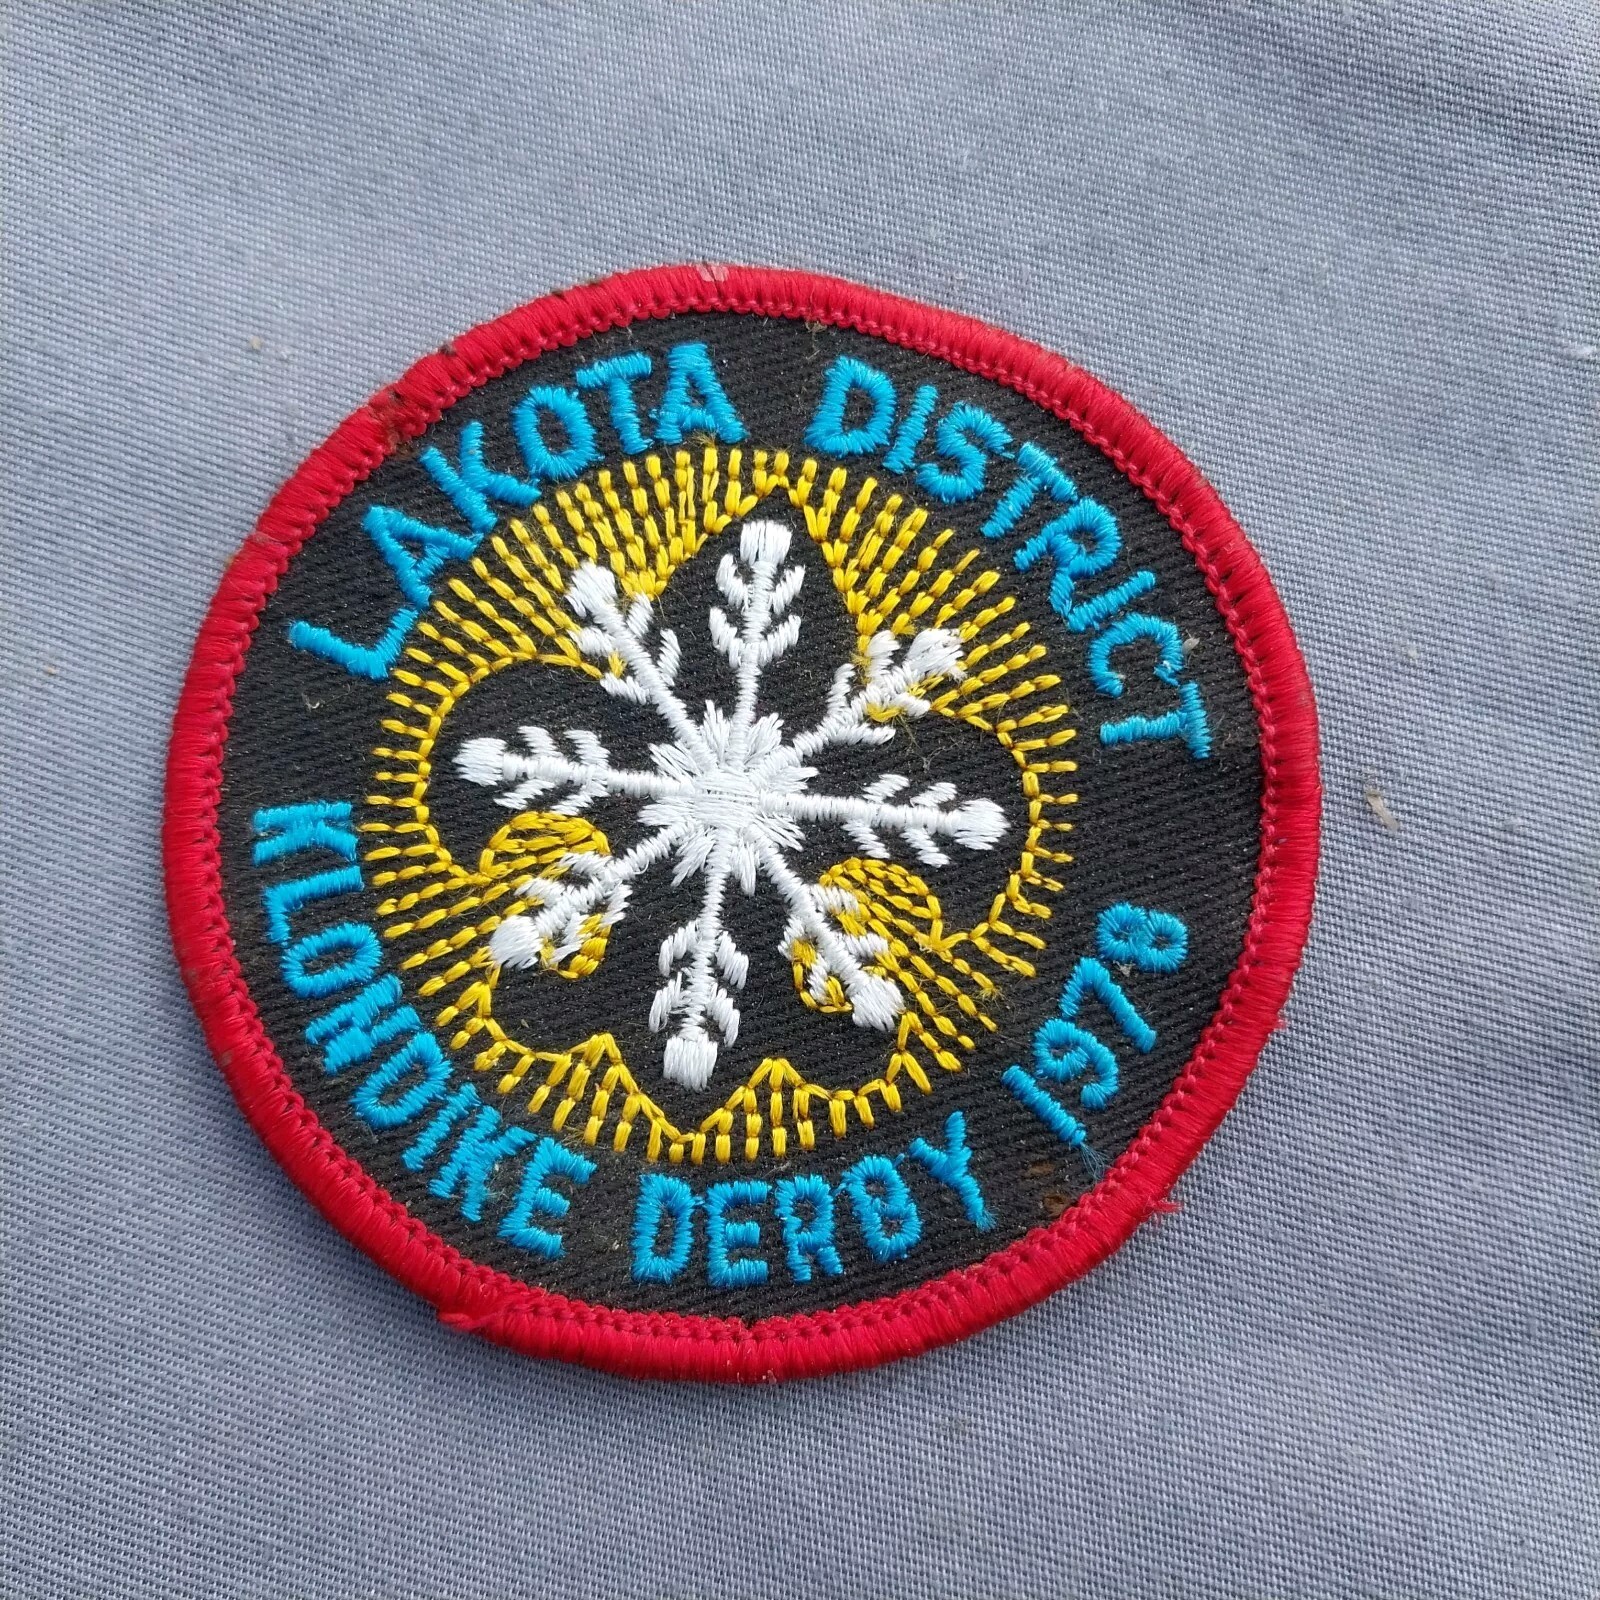 LAKOTA DISTRICT
KLONDIKE DERBY 1978